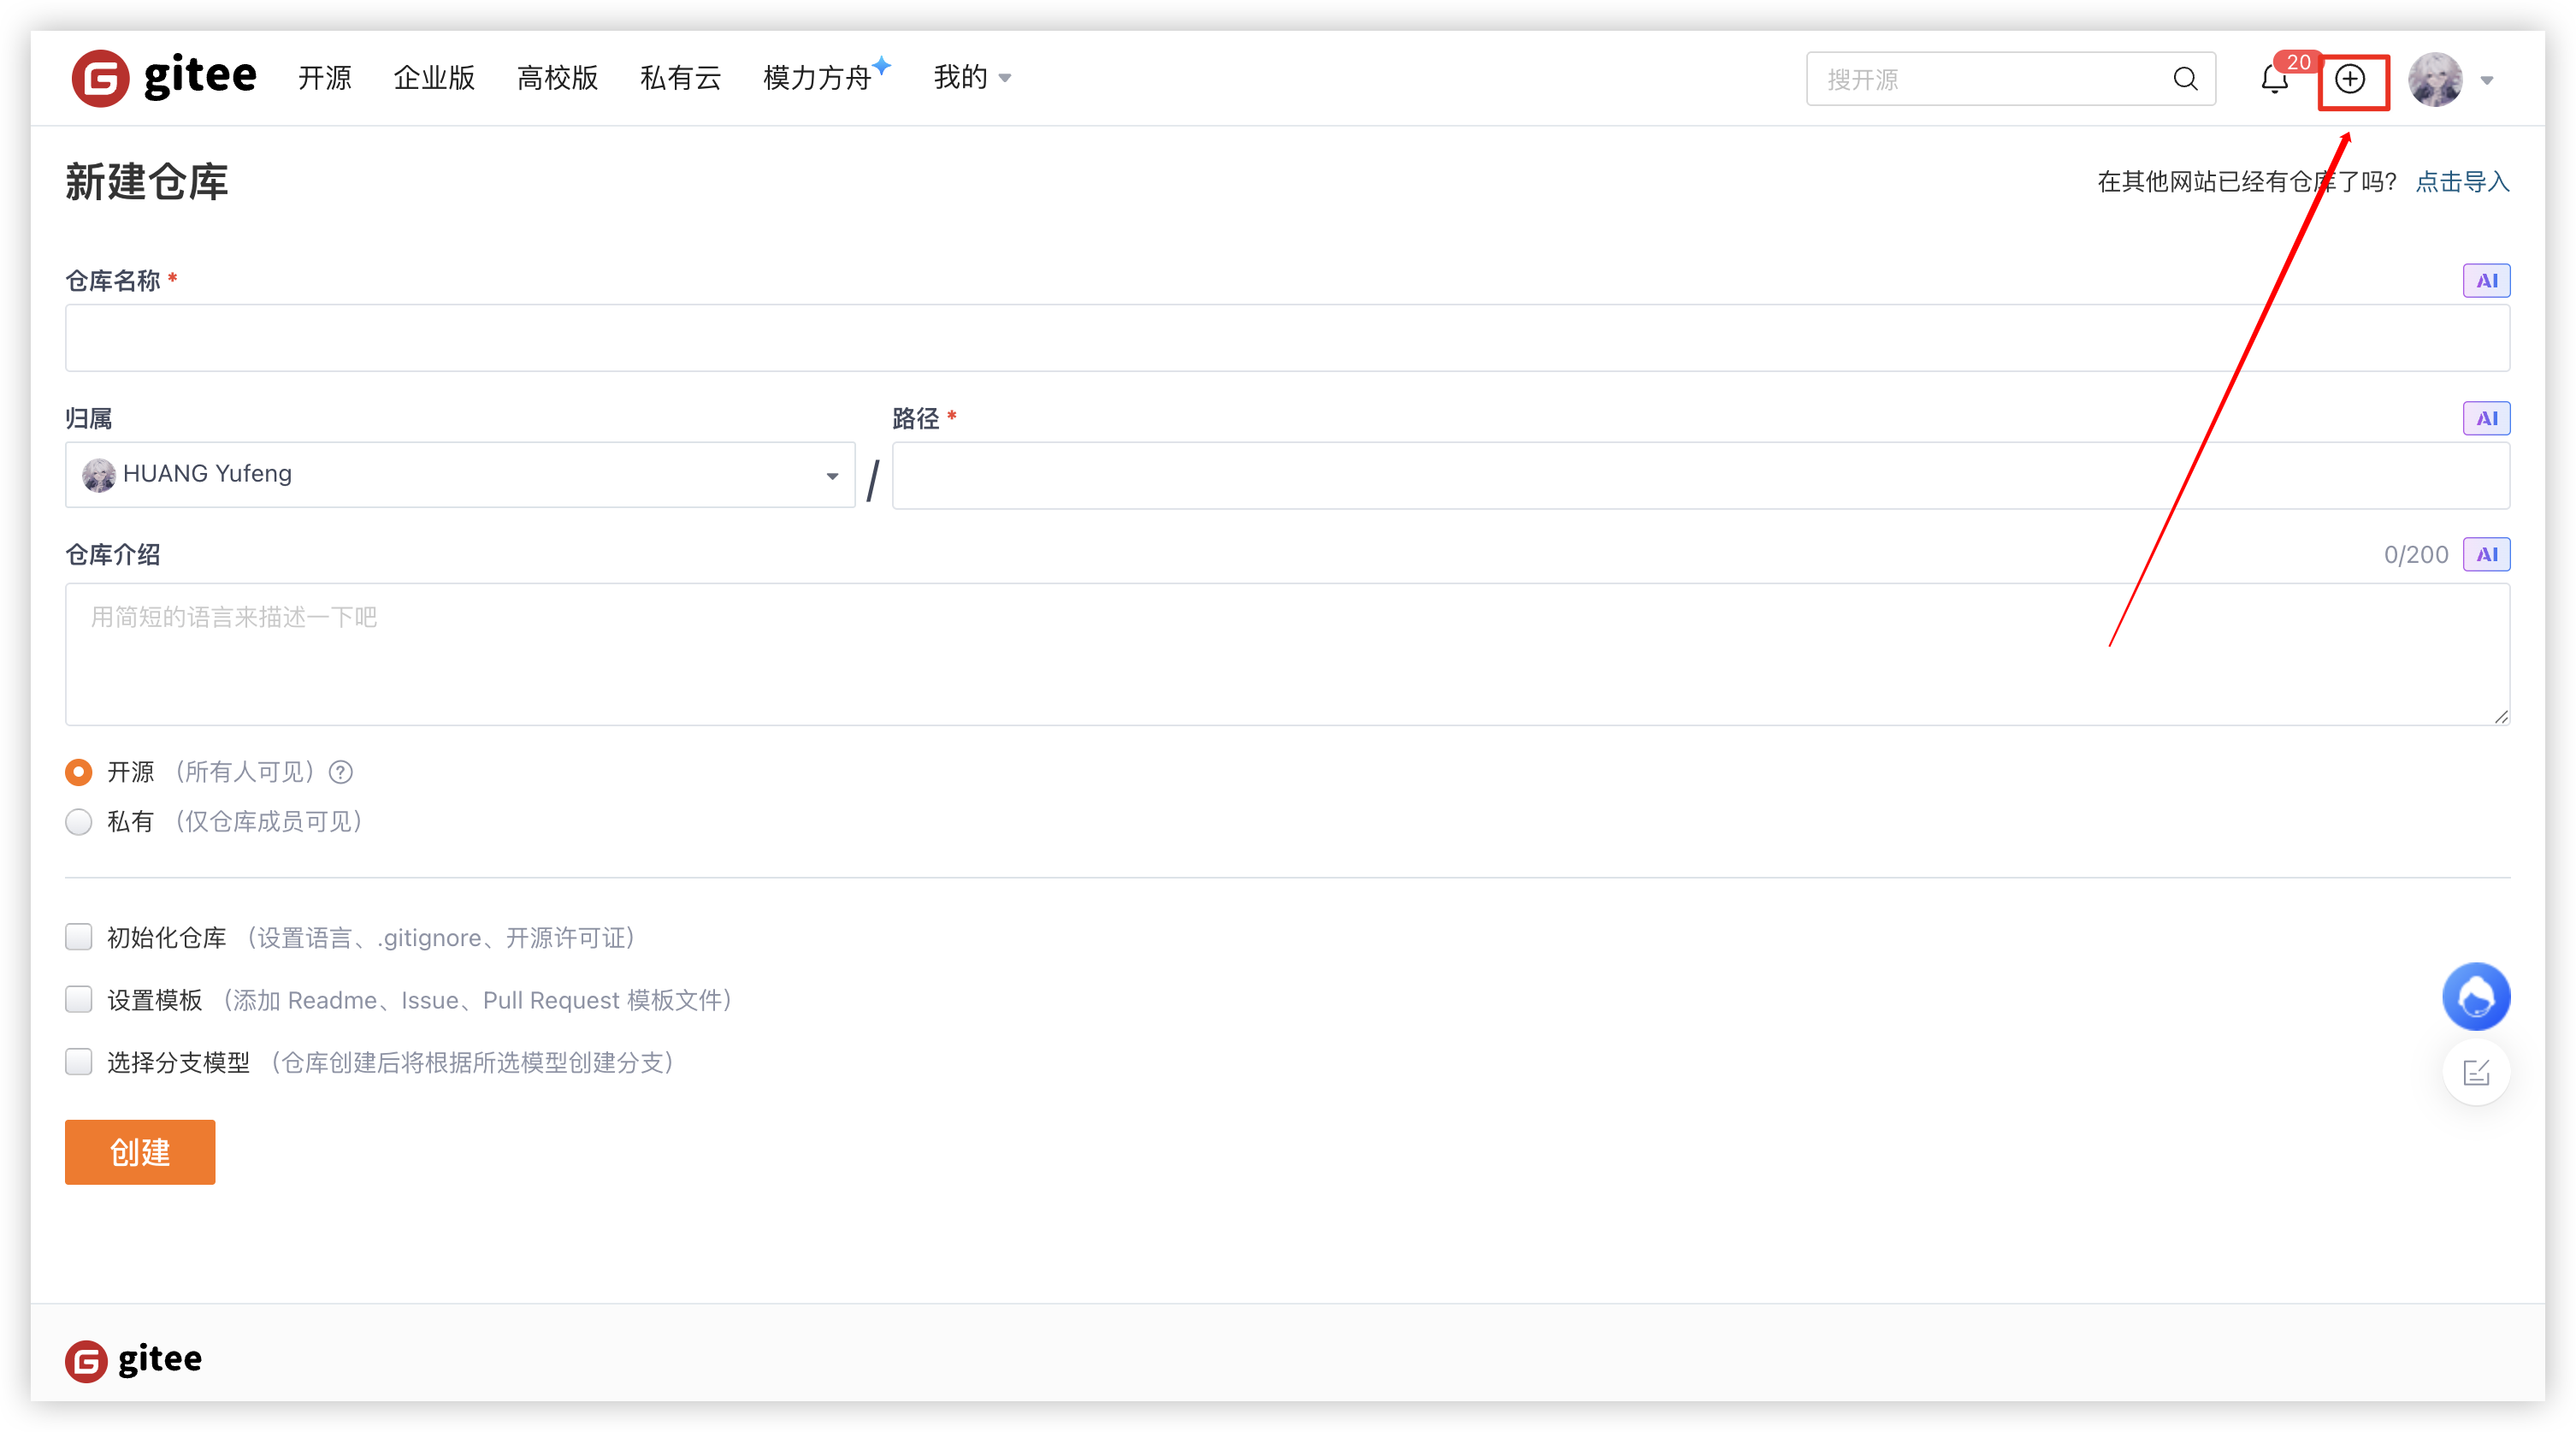 gitee 开源 企业版 高校版 私有云 模力方舟 我的 搜开源 20
新建仓库 在其他网站已经有仓库了吗? 点击导入
仓库名称 * AI
归属 路径 * AI
HUANG Yufeng /
仓库介绍 0/200 AI
用简短的语言来描述一下吧
开源 （所有人可见） ?
私有 （仅仓库成员可见）
初始化仓库 （设置语言、.gitignore、开源许可证）
设置模板 （添加 Readme、Issue、Pull Request 模板文件）
选择分支模型 （仓库创建后将根据所选模型创建分支）
创建
gitee